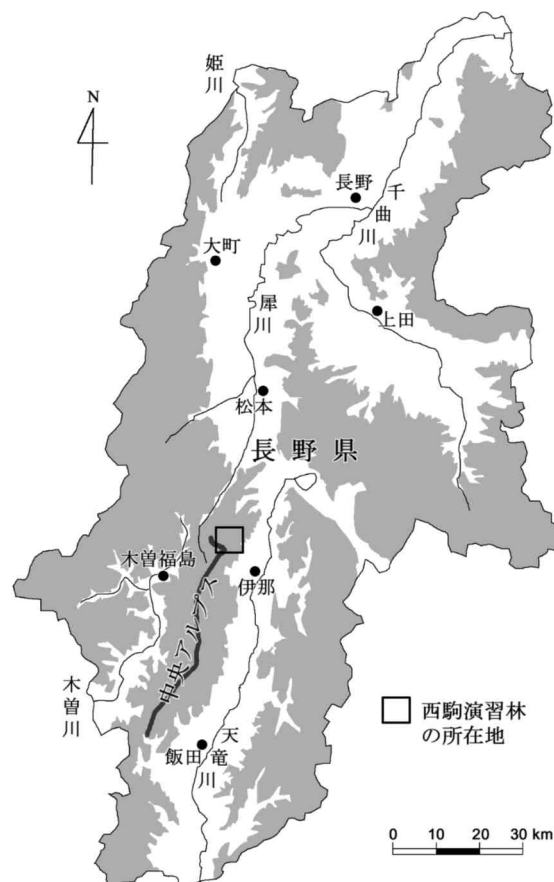 姫川
N
長野
千曲川
大町
犀川
上田
松本
長野県
木曽福島
伊那
中央アルプス
木曽川
西駒演習林
の所在地
飯田
天竜川
0 10 20 30 km